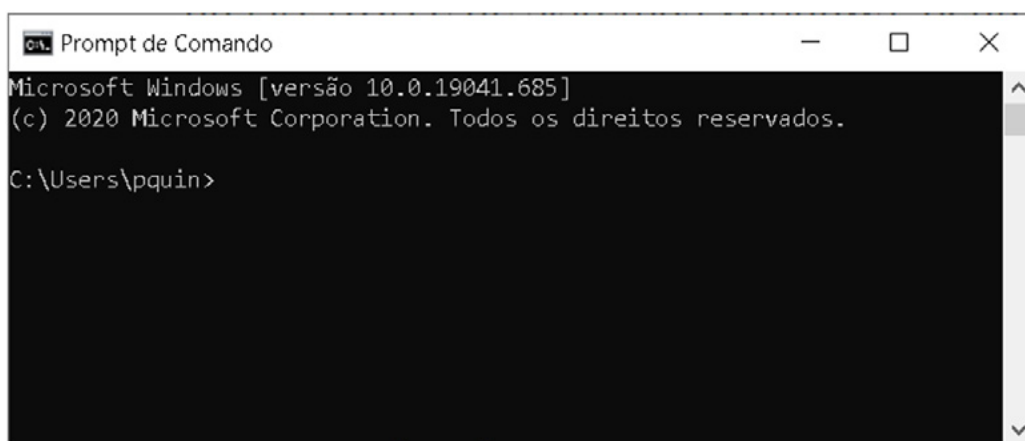 Prompt de Comando
Microsoft Windows [versão 10.0.19041.685]
(c) 2020 Microsoft Corporation. Todos os direitos reservados.
C:\Users\pquin>